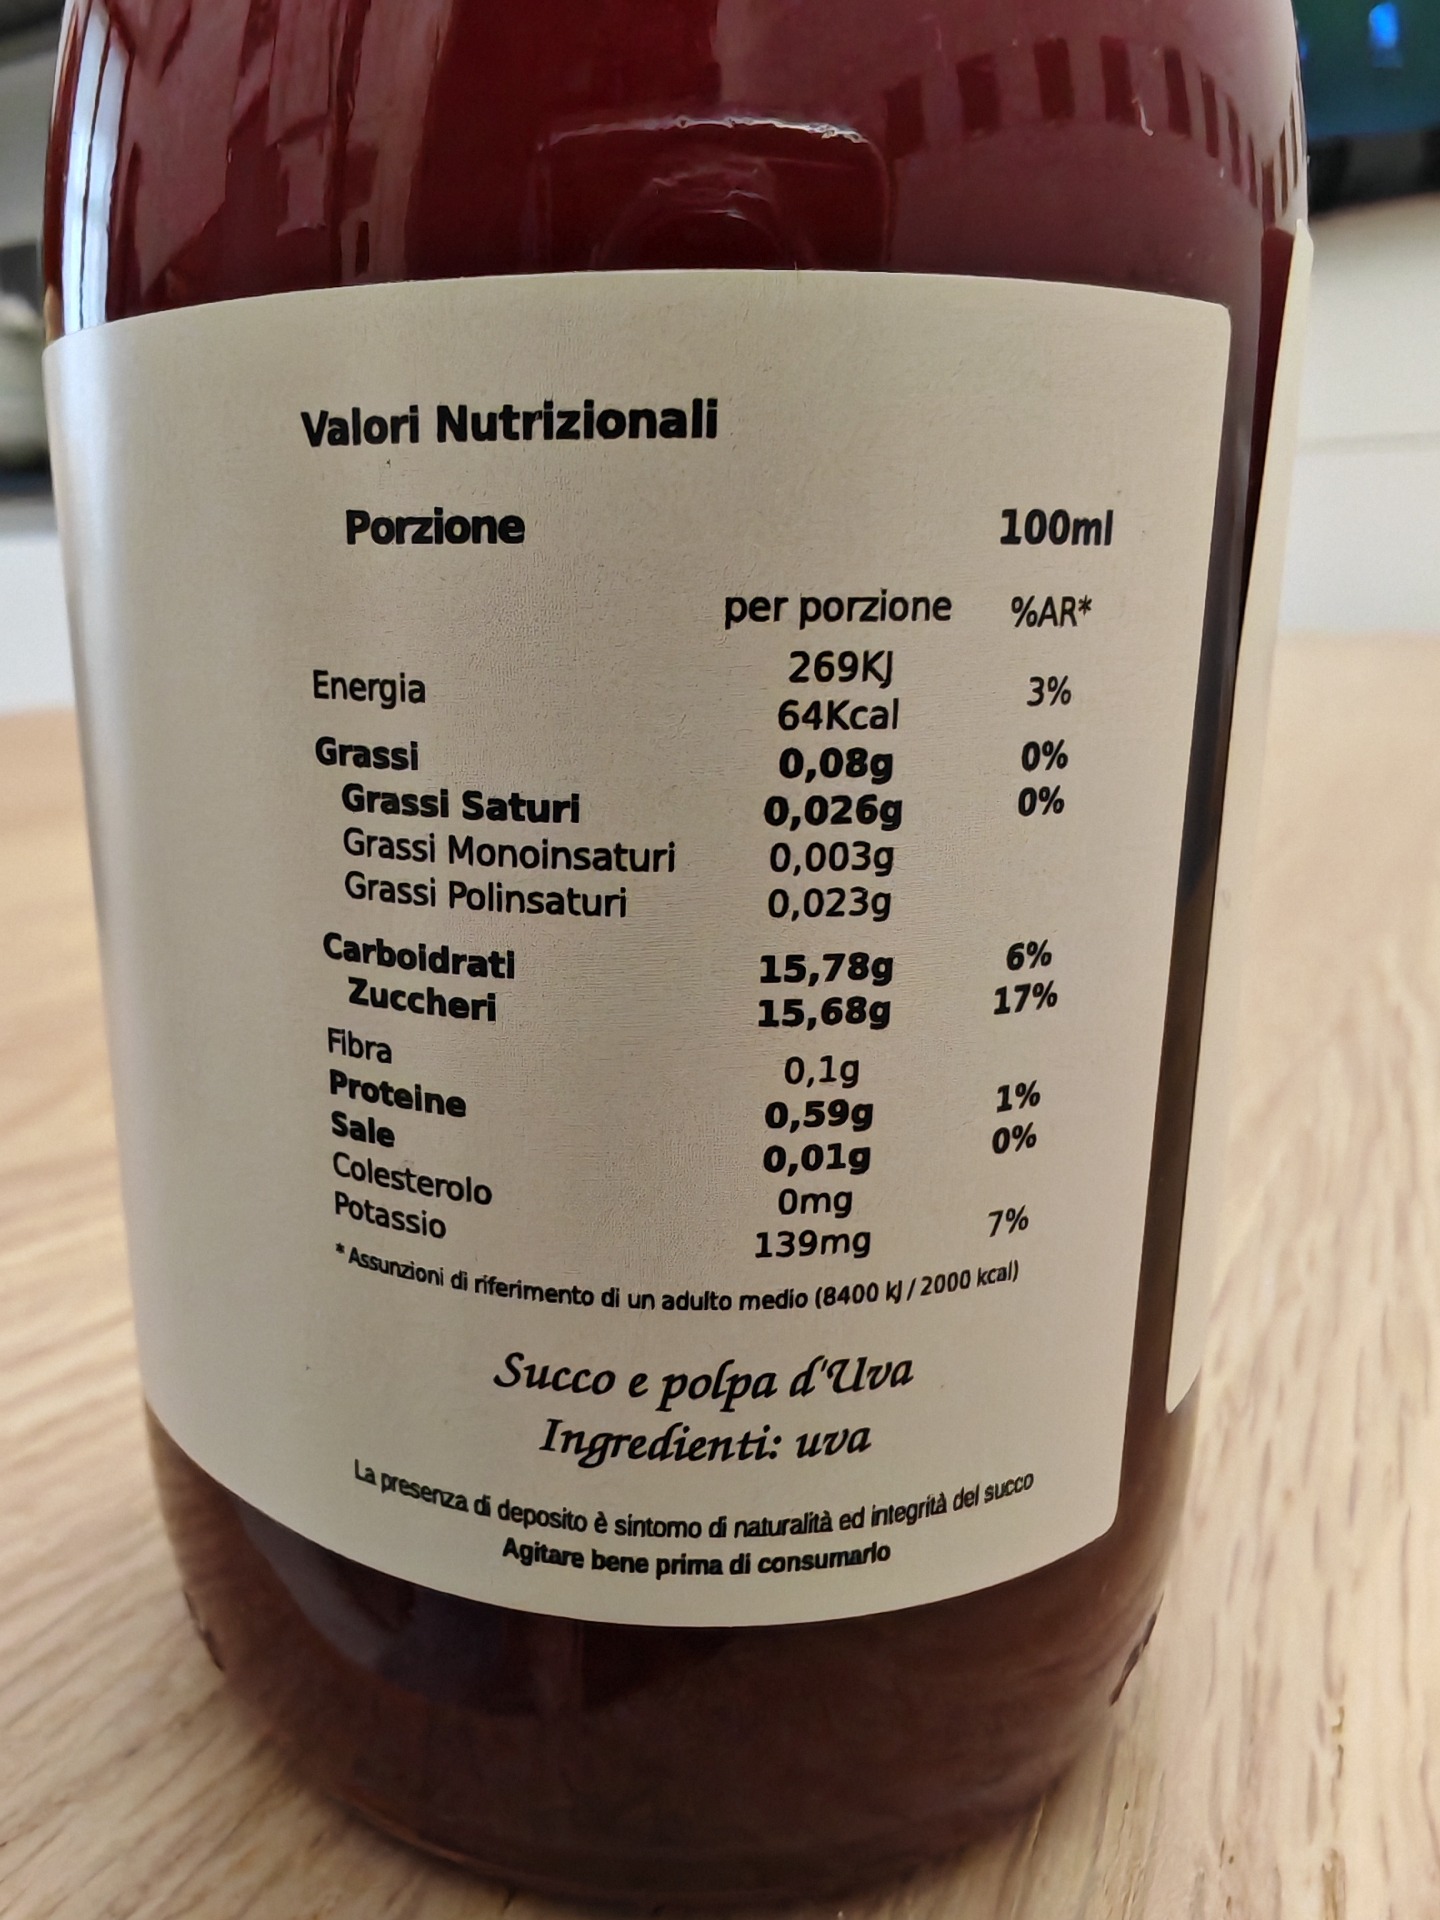 Valori Nutrizionali
Porzione 100ml
per porzione %AR*
Energia 269KJ 3%
64Kcal
Grassi 0,08g 0%
Grassi Saturi 0,026g 0%
Grassi Monoinsaturi 0,003g
Grassi Polinsaturi 0,023g
Carboidrati 15,78g 6%
Zuccheri 15,68g 17%
Fibra 0,1g
Proteine 0,59g 1%
Sale 0,01g 0%
Colesterolo 0mg
Potassio 139mg 7%
* Assunzioni di riferimento di un adulto medio (8400 kJ / 2000 kcal)
Succo e polpa d'Uva
Ingredienti: uva
La presenza di deposito è sintomo di naturalità ed integrità del succo
Agitare bene prima di consumarlo